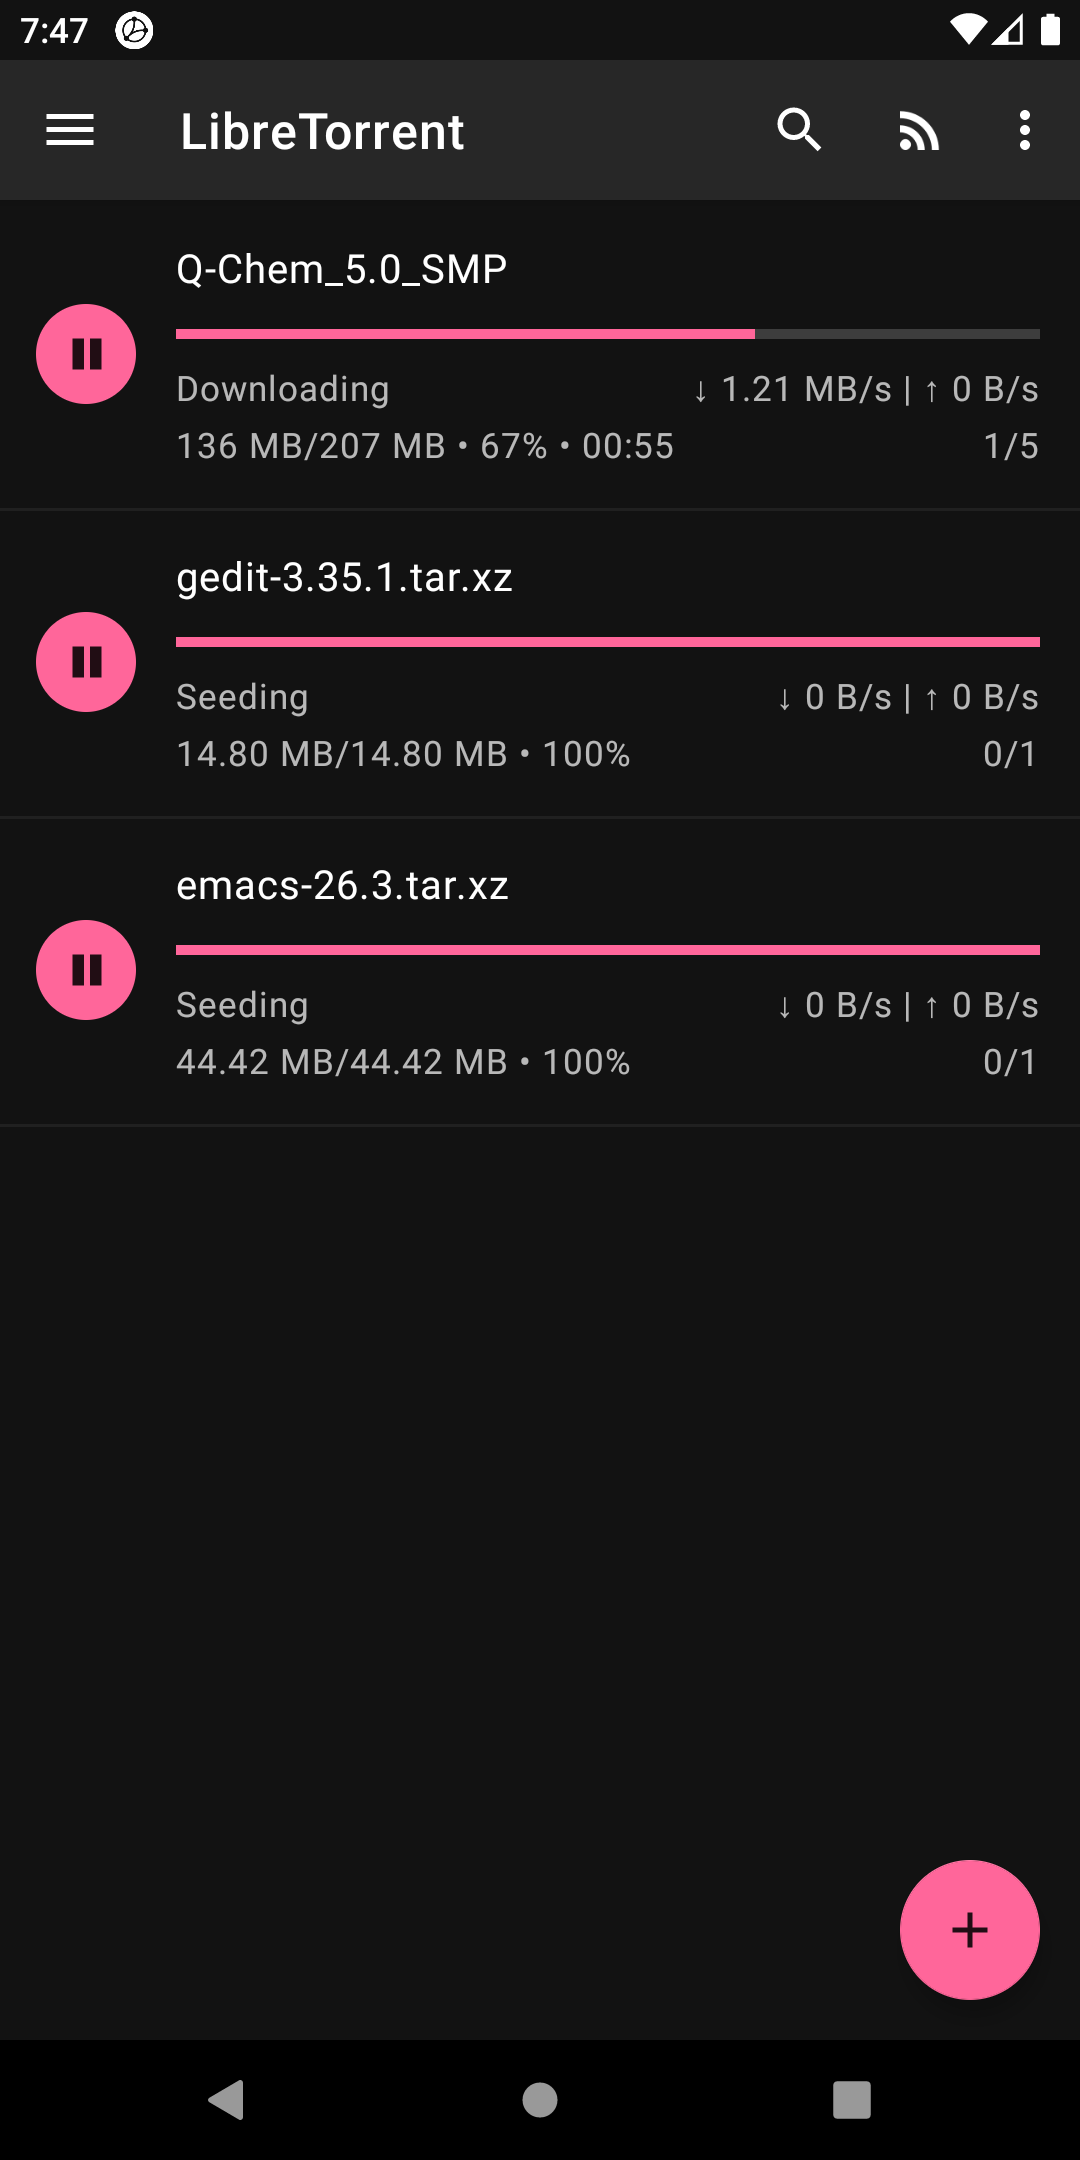 7:47
LibreTorrent
Q-Chem_5.0_SMP
Downloading ↓ 1.21 MB/s | ↑ 0 B/s
136 MB/207 MB • 67% • 00:55 1/5
gedit-3.35.1.tar.xz
Seeding ↓ 0 B/s | ↑ 0 B/s
14.80 MB/14.80 MB • 100% 0/1
emacs-26.3.tar.xz
Seeding ↓ 0 B/s | ↑ 0 B/s
44.42 MB/44.42 MB • 100% 0/1